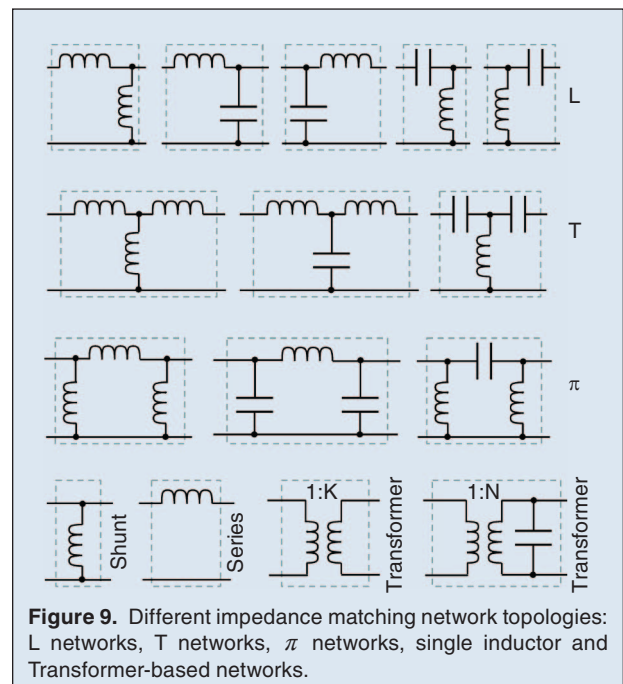 L
T
π
1:K
1:N
Shunt
Series
Transformer
Transformer
Figure 9. Different impedance matching network topologies:
L networks, T networks, π networks, single inductor and
Transformer-based networks.